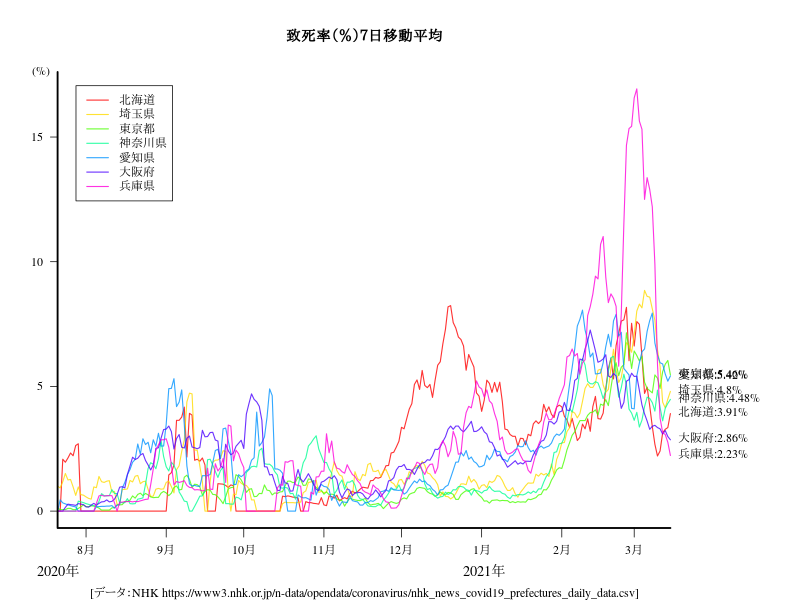 致死率(%)7日移動平均
(%)
15
10
5
0
北海道
埼玉県
東京都
神奈川県
愛知県
大阪府
兵庫県
埼玉県:4.8%
神奈川県:4.48%
北海道:3.91%
大阪府:2.86%
兵庫県:2.23%
8月 9月 10月 11月 12月 1月 2月 3月
2020年 2021年
[データ:NHK https://www3.nhk.or.jp/n-data/opendata/coronavirus/nhk_news_covid19_prefectures_daily_data.csv]